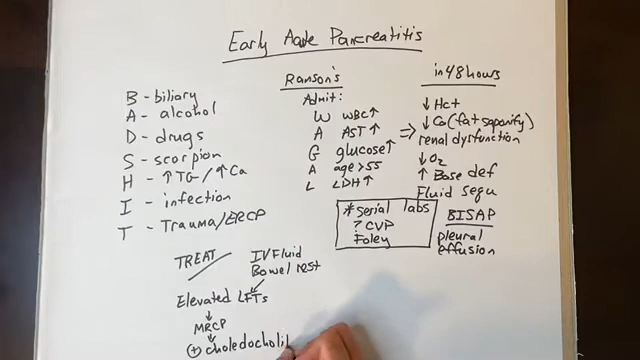 Early Acute Pancreatitis
B - biliary
A - alcohol
D - drugs
S - scorpion
H - ↑TG/↑Ca
I - infection
T - Trauma/ERCP
Ranson's
Admit:
W WBC↑
A AST↑
G glucose↑
A age>55
L LDH↑
⇒
in 48 hours
↓Hct
↓Ca(-fat saponify)
renal dysfunction
↓O2
↑ Base def
Fluid sequ
*serial labs
? CVP
Foley
BISAP
pleural
effusion
TREAT
IV Fluid
Bowel rest
Elevated LFTs
↓
MRCP
↓
(+) choledocholi